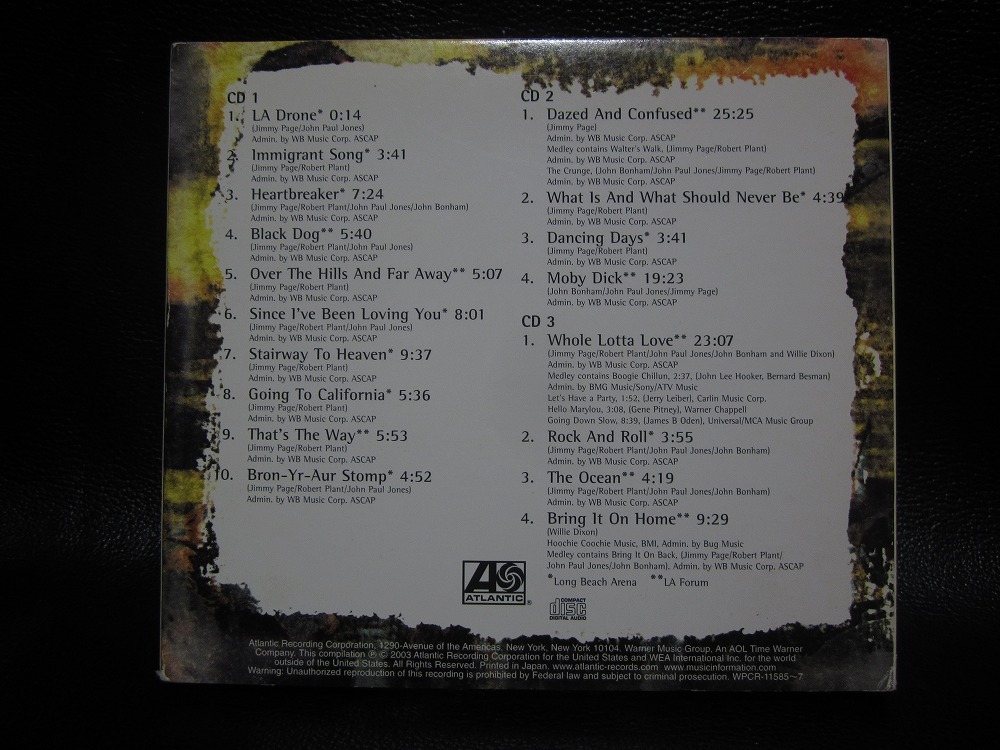 CD 1
1. LA Drone* 0:14
(Jimmy Page/John Paul Jones)
Admin. by WB Music Corp. ASCAP
2. Immigrant Song* 3:41
(Jimmy Page/Robert Plant)
Admin. by WB Music Corp. ASCAP
3. Heartbreaker* 7:24
(Jimmy Page/Robert Plant/John Paul Jones/John Bonham)
Admin. by WB Music Corp. ASCAP
4. Black Dog** 5:40
(Jimmy Page/Robert Plant/John Paul Jones)
Admin. by WB Music Corp. ASCAP
5. Over The Hills And Far Away** 5:07
(Jimmy Page/Robert Plant)
Admin. by WB Music Corp. ASCAP
6. Since I've Been Loving You* 8:01
(Jimmy Page/Robert Plant/John Paul Jones)
Admin. by WB Music Corp. ASCAP
7. Stairway To Heaven* 9:37
(Jimmy Page/Robert Plant)
Admin. by WB Music Corp. ASCAP
8. Going To California* 5:36
(Jimmy Page/Robert Plant)
Admin. by WB Music Corp. ASCAP
9. That's The Way** 5:53
(Jimmy Page/Robert Plant)
Admin. by WB Music Corp. ASCAP
10. Bron-Yr-Aur Stomp* 4:52
(Jimmy Page/Robert Plant/John Paul Jones)
Admin. by WB Music Corp. ASCAP
CD 2
1. Dazed And Confused** 25:25
(Jimmy Page)
Admin. by WB Music Corp. ASCAP
Medley contains Walter's Walk, (Jimmy Page/Robert Plant)
Admin. by WB Music Corp. ASCAP
The Crunge, (John Bonham/John Paul Jones/Jimmy Page/Robert Plant)
Admin. by WB Music Corp. ASCAP
2. What Is And What Should Never Be* 4:39
(Jimmy Page/Robert Plant)
Admin. by WB Music Corp. ASCAP
3. Dancing Days* 3:41
(Jimmy Page/Robert Plant)
Admin. by WB Music Corp. ASCAP
4. Moby Dick** 19:23
(John Bonham/John Paul Jones/Jimmy Page)
Admin. by WB Music Corp. ASCAP
CD 3
1. Whole Lotta Love** 23:07
(Jimmy Page/Robert Plant/John Paul Jones/John Bonham and Willie Dixon)
Admin. by WB Music Corp. ASCAP
Medley contains Boogie Chillun, 2:37, (John Lee Hooker, Bernard Besman)
Admin. by BMG Music/Sony/ATV Music
Let's Have a Party, 1:52, (Jerry Leiber), Carlin Music Corp.
Hello Marylou, 3:08, (Gene Pitney), Warner Chappell
Going Down Slow, 8:39, (James B Oden), Universal/MCA Music Group
2. Rock And Roll* 3:55
(Jimmy Page/Robert Plant/John Paul Jones/John Bonham)
Admin. by WB Music Corp. ASCAP
3. The Ocean** 4:19
(Jimmy Page/Robert Plant/John Paul Jones/John Bonham)
Admin. by WB Music Corp. ASCAP
4. Bring It On Home** 9:29
(Willie Dixon)
Hoochie Coochie Music, BMI, Admin. by Bug Music
Medley contains Bring It On Back, (Jimmy Page/Robert Plant/
John Paul Jones/John Bonham). Admin. by WB Music Corp. ASCAP
*Long Beach Arena **LA Forum
ATLANTIC ®
COMPACT
disc
DIGITAL AUDIO
Atlantic Recording Corporation, 1290-Avenue of the Americas, New York, New York 10104. Warner Music Group, An AOL Time Warner
Company. This compilation ℗ © 2003 Atlantic Recording Corporation for the United States and WEA International Inc. for the world
outside of the United States. All Rights Reserved. Printed in Japan. www.atlantic-records.com www.musicinformation.com
Warning: Unauthorized reproduction of this recording is prohibited by Federal law and subject to criminal prosecution. WPCR-11585～7